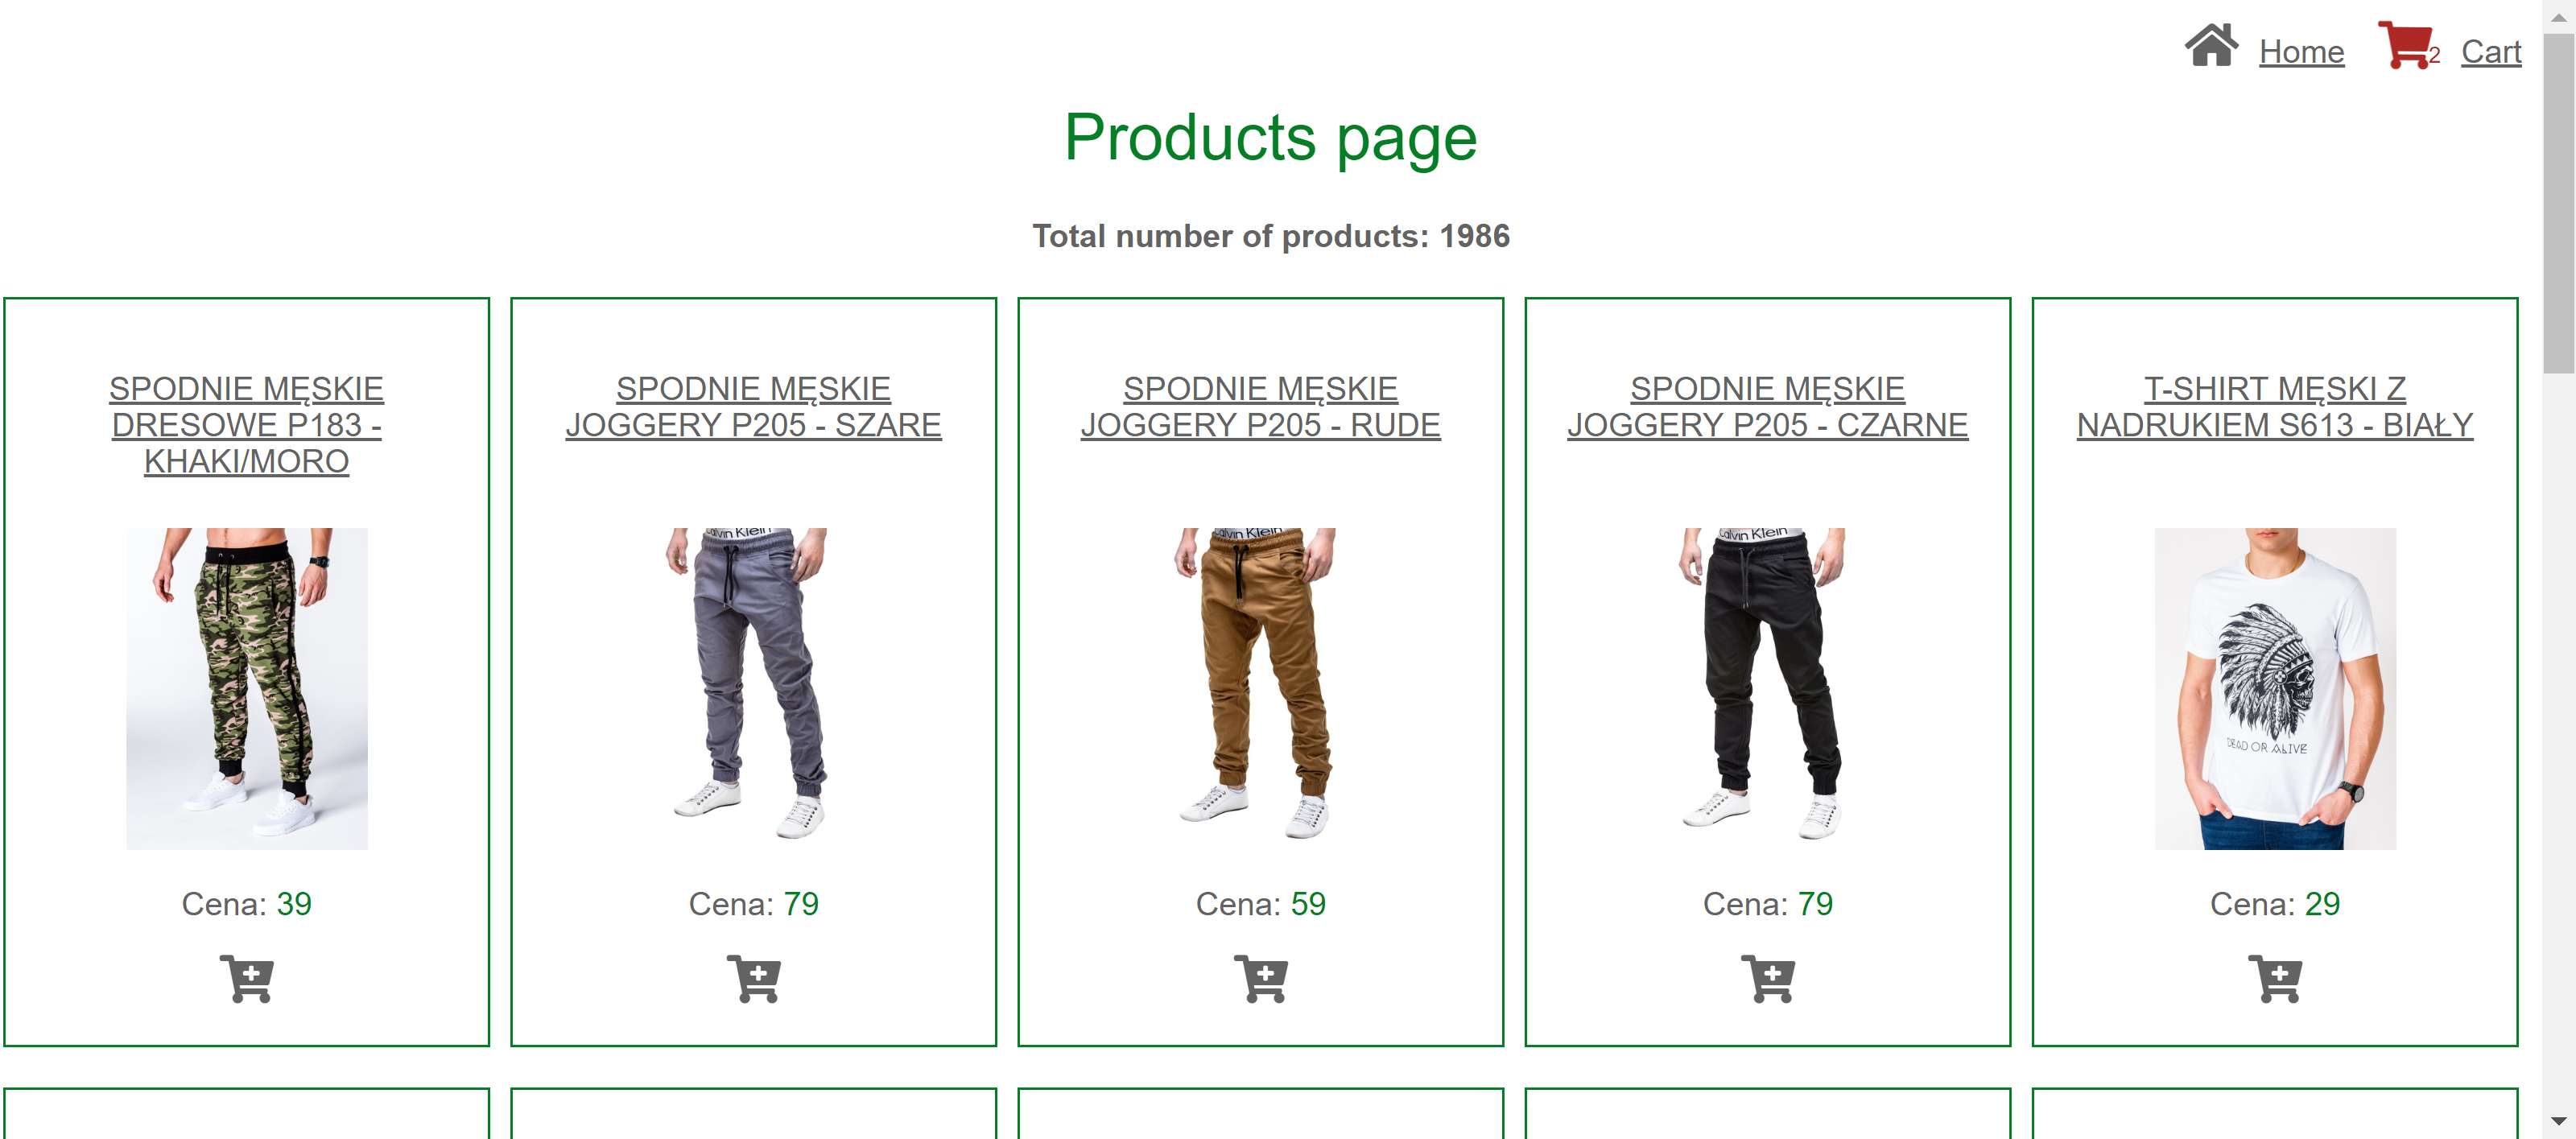 Home 2 Cart
Products page
Total number of products: 1986
SPODNIE MĘSKIE
DRESOWE P183 -
KHAKI/MORO
SPODNIE MĘSKIE
JOGGERY P205 - SZARE
SPODNIE MĘSKIE
JOGGERY P205 - RUDE
SPODNIE MĘSKIE
JOGGERY P205 - CZARNE
T-SHIRT MĘSKI Z
NADRUKIEM S613 - BIAŁY
Calvin Klein
Calvin Klein
Calvin Klein
DEAD OR ALIVE
Cena: 39
Cena: 79
Cena: 59
Cena: 79
Cena: 29